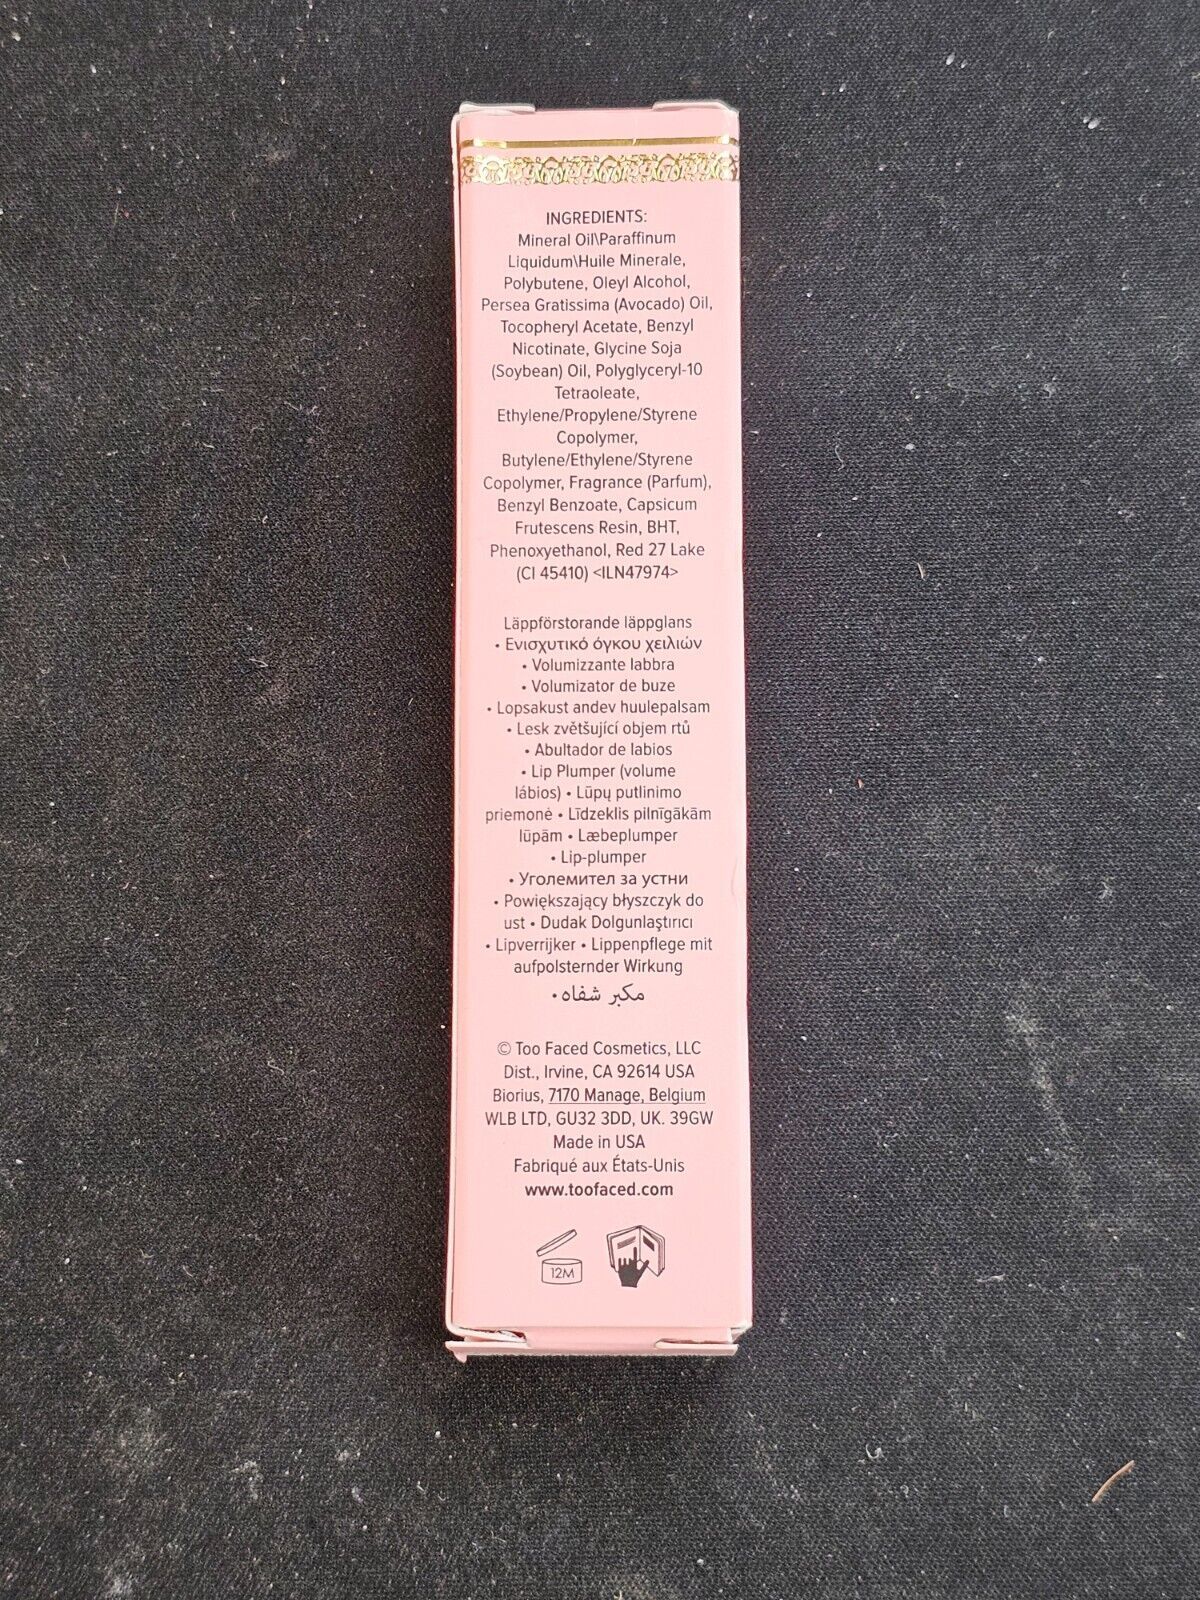 INGREDIENTS:
Mineral Oil\Paraffinum
Liquidum\Huile Minerale,
Polybutene, Oleyl Alcohol,
Persea Gratissima (Avocado) Oil,
Tocopheryl Acetate, Benzyl
Nicotinate, Glycine Soja
(Soybean) Oil, Polyglyceryl-10
Tetraoleate,
Ethylene/Propylene/Styrene
Copolymer,
Butylene/Ethylene/Styrene
Copolymer, Fragrance (Parfum),
Benzyl Benzoate, Capsicum
Frutescens Resin, BHT,
Phenoxyethanol, Red 27 Lake
(CI 45410) <ILN47974>
Läppförstorande läppglans
• Ενισχυτικό όγκου χειλιών
• Volumizzante labbra
• Volumizator de buze
• Lopsakust andev huulepalsam
• Lesk zvětšující objem rtů
• Abultador de labios
• Lip Plumper (volume
lábios) • Lūpų putlinimo
priemonė • Līdzeklis pilnīgākām
lūpām • Læbeplumper
• Lip-plumper
• Уголемител за устни
• Powiększający błyszczyk do
ust • Dudak Dolgunlaştırıcı
• Lipverrijker • Lippenpflege mit
aufpolsternder Wirkung
مكبر شفاه •
© Too Faced Cosmetics, LLC
Dist., Irvine, CA 92614 USA
Biorius, 7170 Manage, Belgium
WLB LTD, GU32 3DD, UK. 39GW
Made in USA
Fabriqué aux États-Unis
www.toofaced.com
12M